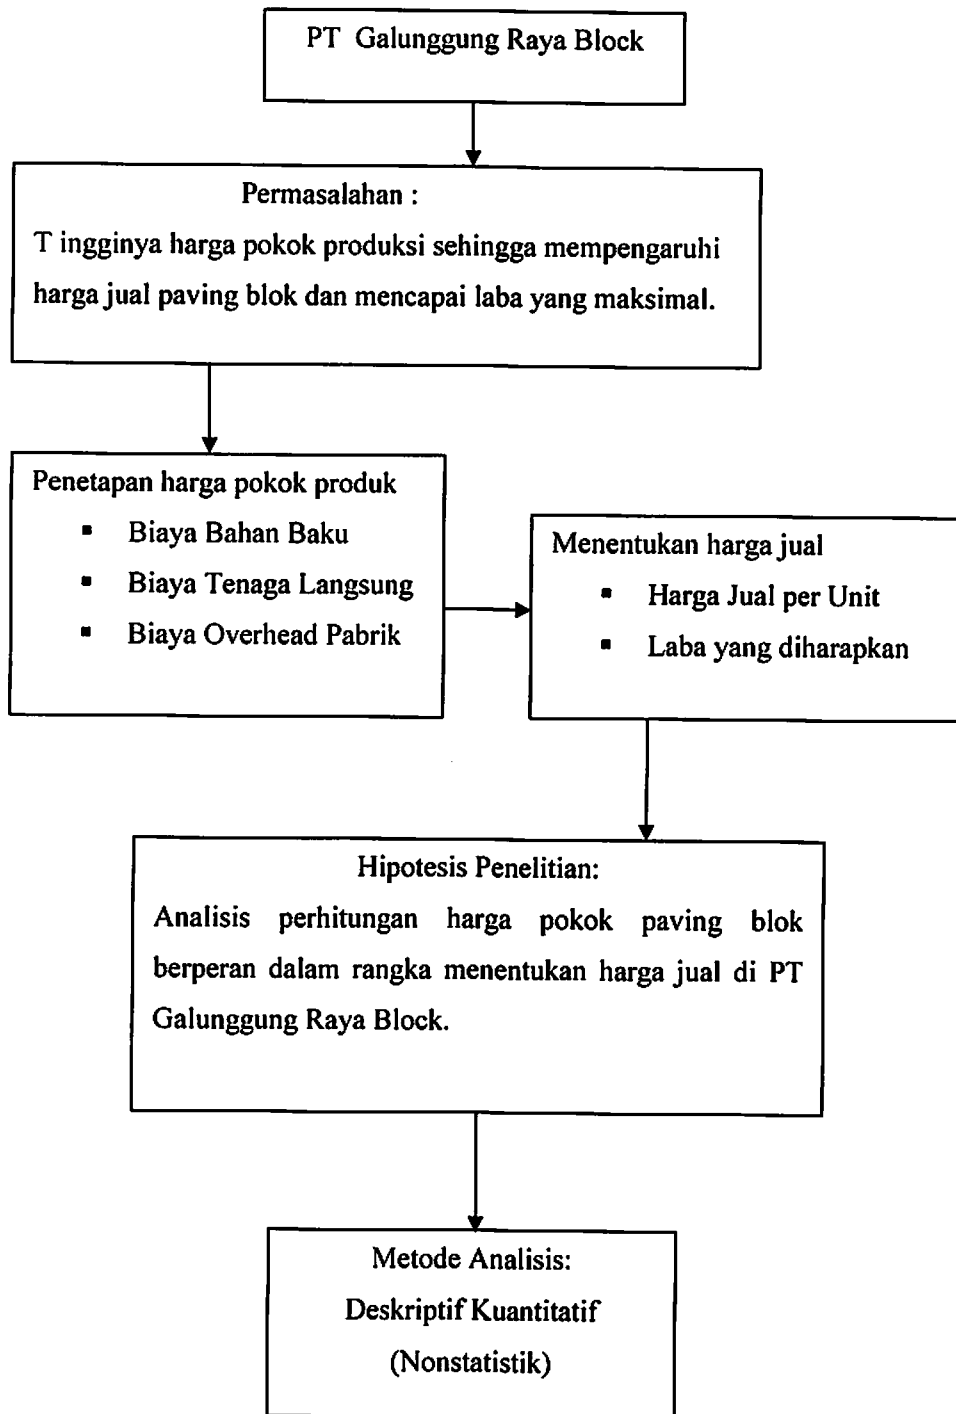 PT Galunggung Raya Block
Permasalahan :
T ingginya harga pokok produksi sehingga mempengaruhi
harga jual paving blok dan mencapai laba yang maksimal.
Penetapan harga pokok produk
▪ Biaya Bahan Baku
▪ Biaya Tenaga Langsung
▪ Biaya Overhead Pabrik
Menentukan harga jual
▪ Harga Jual per Unit
▪ Laba yang diharapkan
Hipotesis Penelitian:
Analisis perhitungan harga pokok paving blok
berperan dalam rangka menentukan harga jual di PT
Galunggung Raya Block.
Metode Analisis:
Deskriptif Kuantitatif
(Nonstatistik)